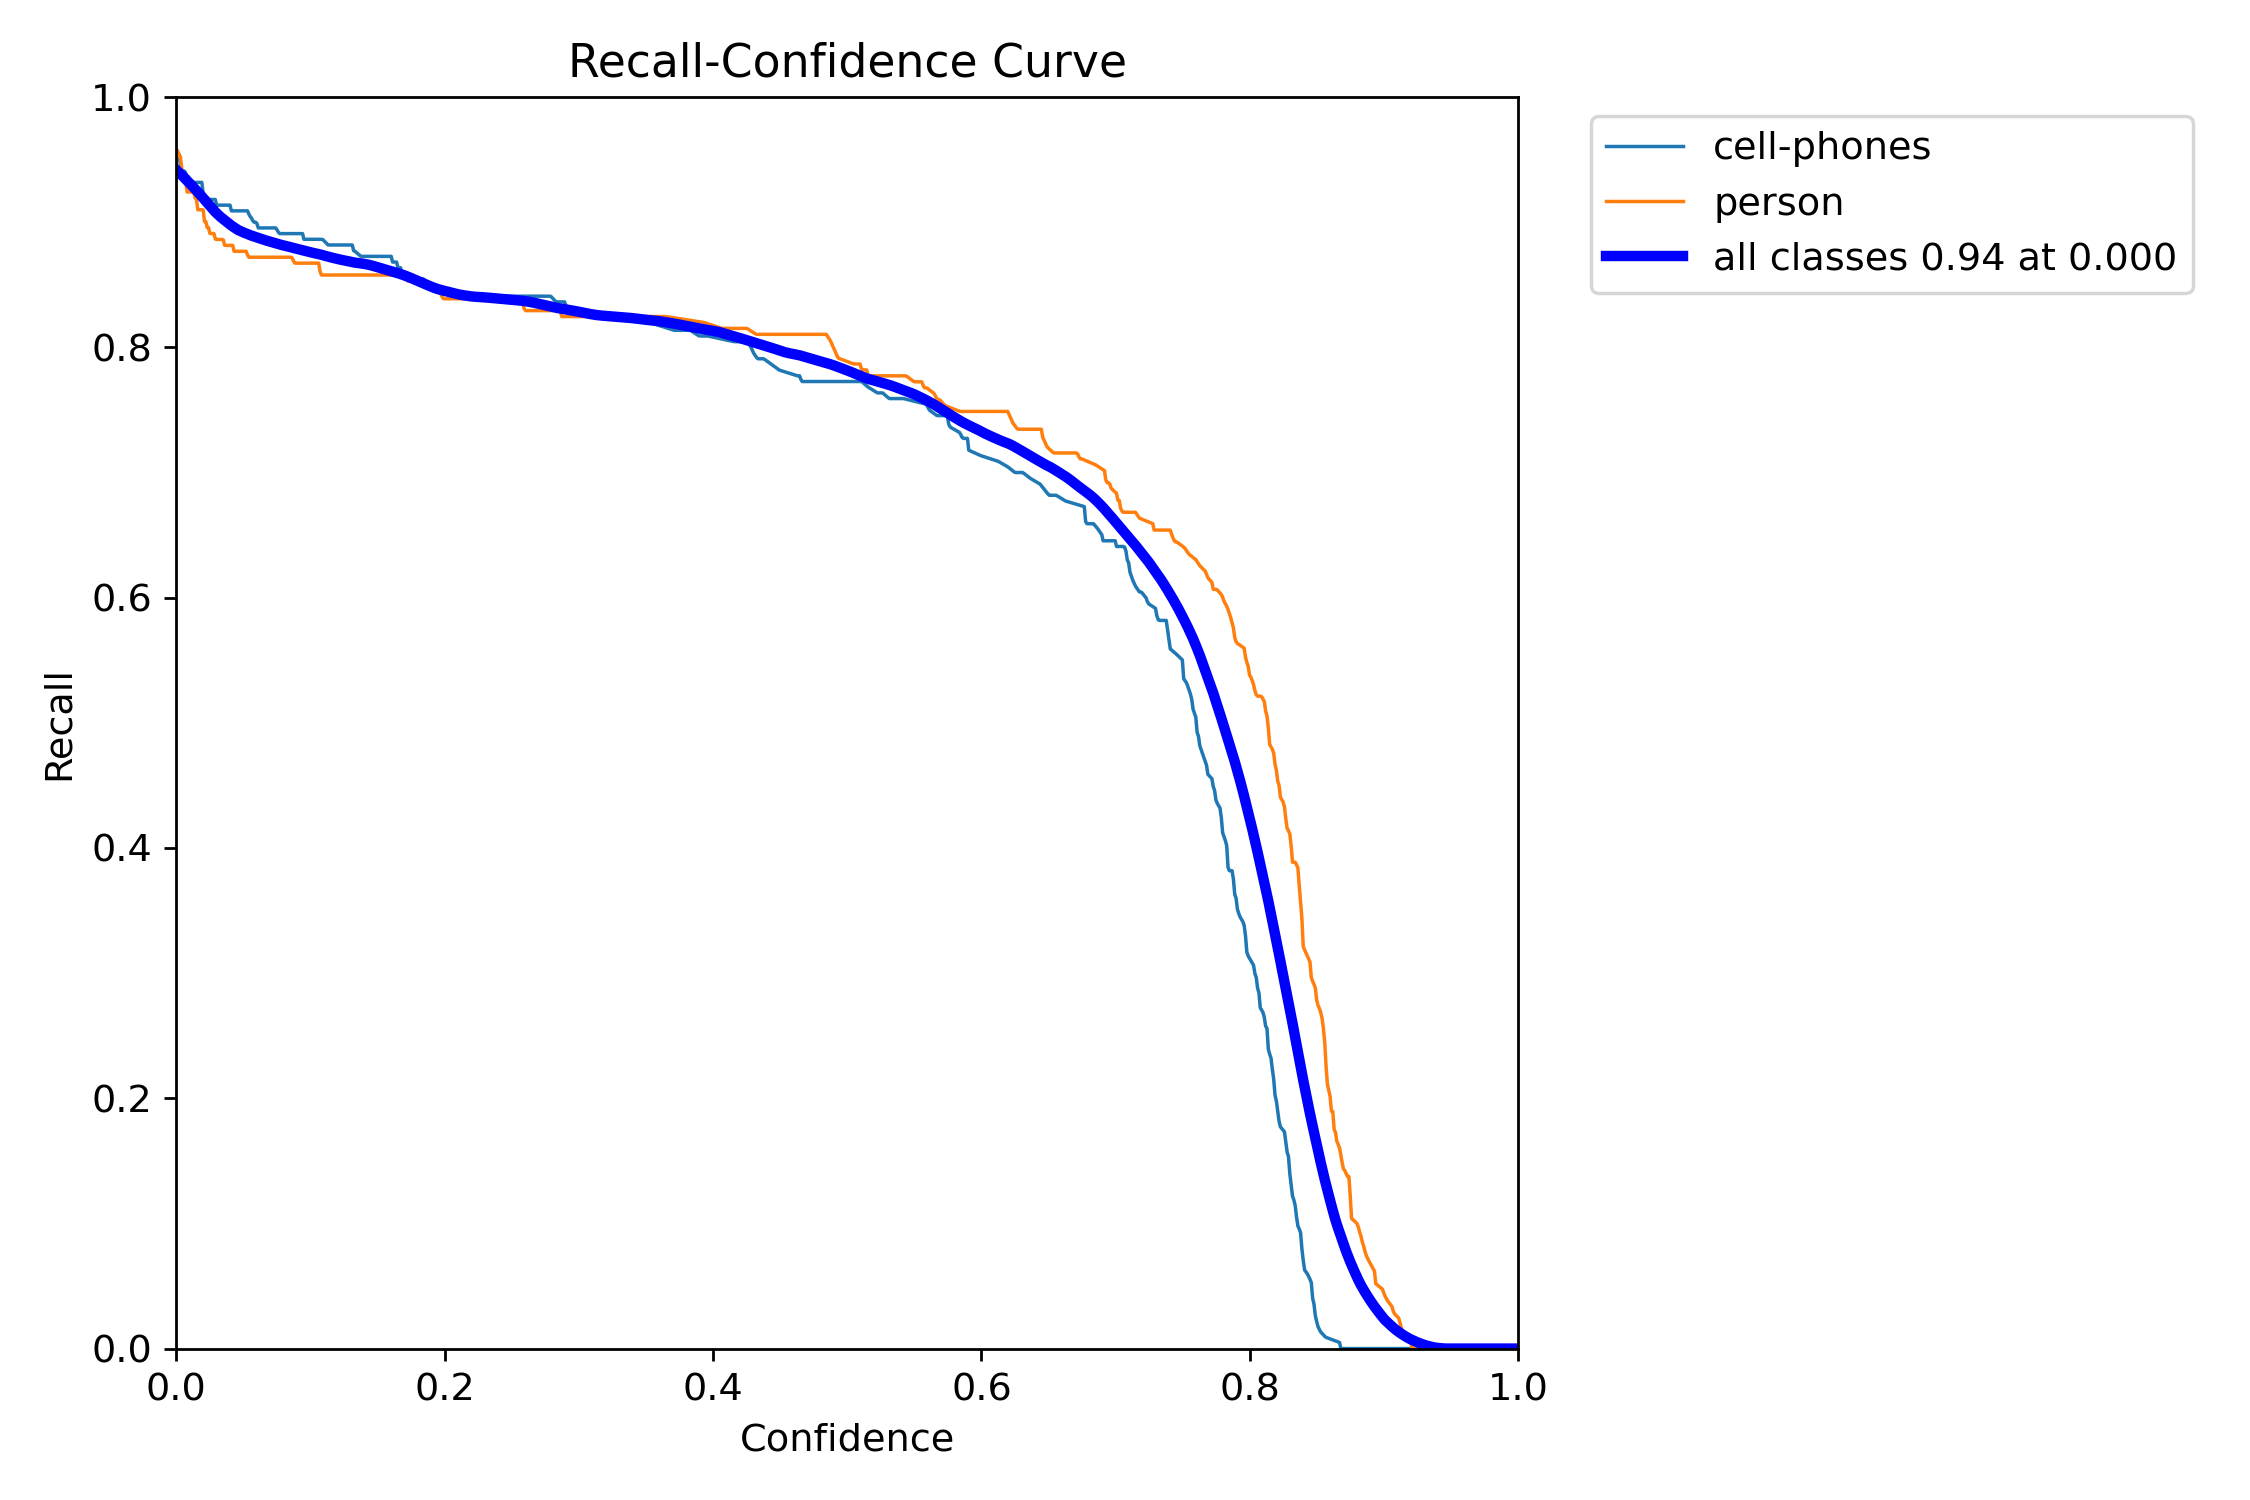 Recall-Confidence Curve
1.0
0.8
0.6
0.4
0.2
0.0
Recall
0.0 0.2 0.4 0.6 0.8 1.0
Confidence
cell-phones
person
all classes 0.94 at 0.000